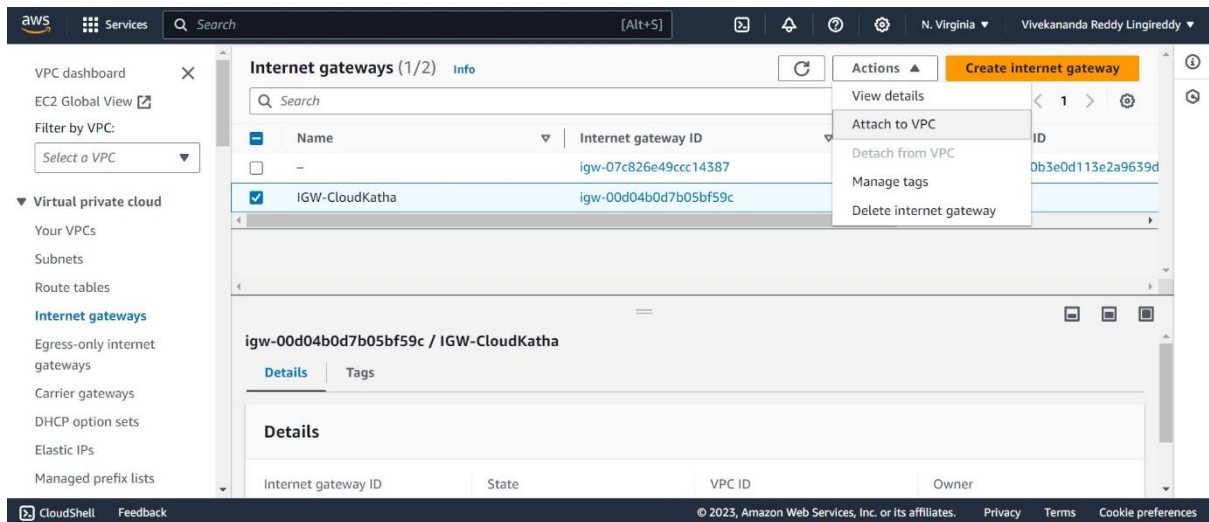 aws Services Search [Alt+S] N. Virginia Vivekananda Reddy Lingireddy
VPC dashboard
EC2 Global View
Filter by VPC:
Select a VPC
Virtual private cloud
Your VPCs
Subnets
Route tables
Internet gateways
Egress-only internet
gateways
Carrier gateways
DHCP option sets
Elastic IPs
Managed prefix lists
Internet gateways (1/2) Info
Actions
Create internet gateway
Search
1
View details
Attach to VPC
Detach from VPC
Manage tags
Delete internet gateway
Name Internet gateway ID ID
– igw-07c826e49ccc14387 0b3e0d113e2a9639d
IGW-CloudKatha igw-00d04b0d7b05bf59c
igw-00d04b0d7b05bf59c / IGW-CloudKatha
Details Tags
Details
Internet gateway ID State VPC ID Owner
CloudShell Feedback © 2023, Amazon Web Services, Inc. or its affiliates. Privacy Terms Cookie preferences